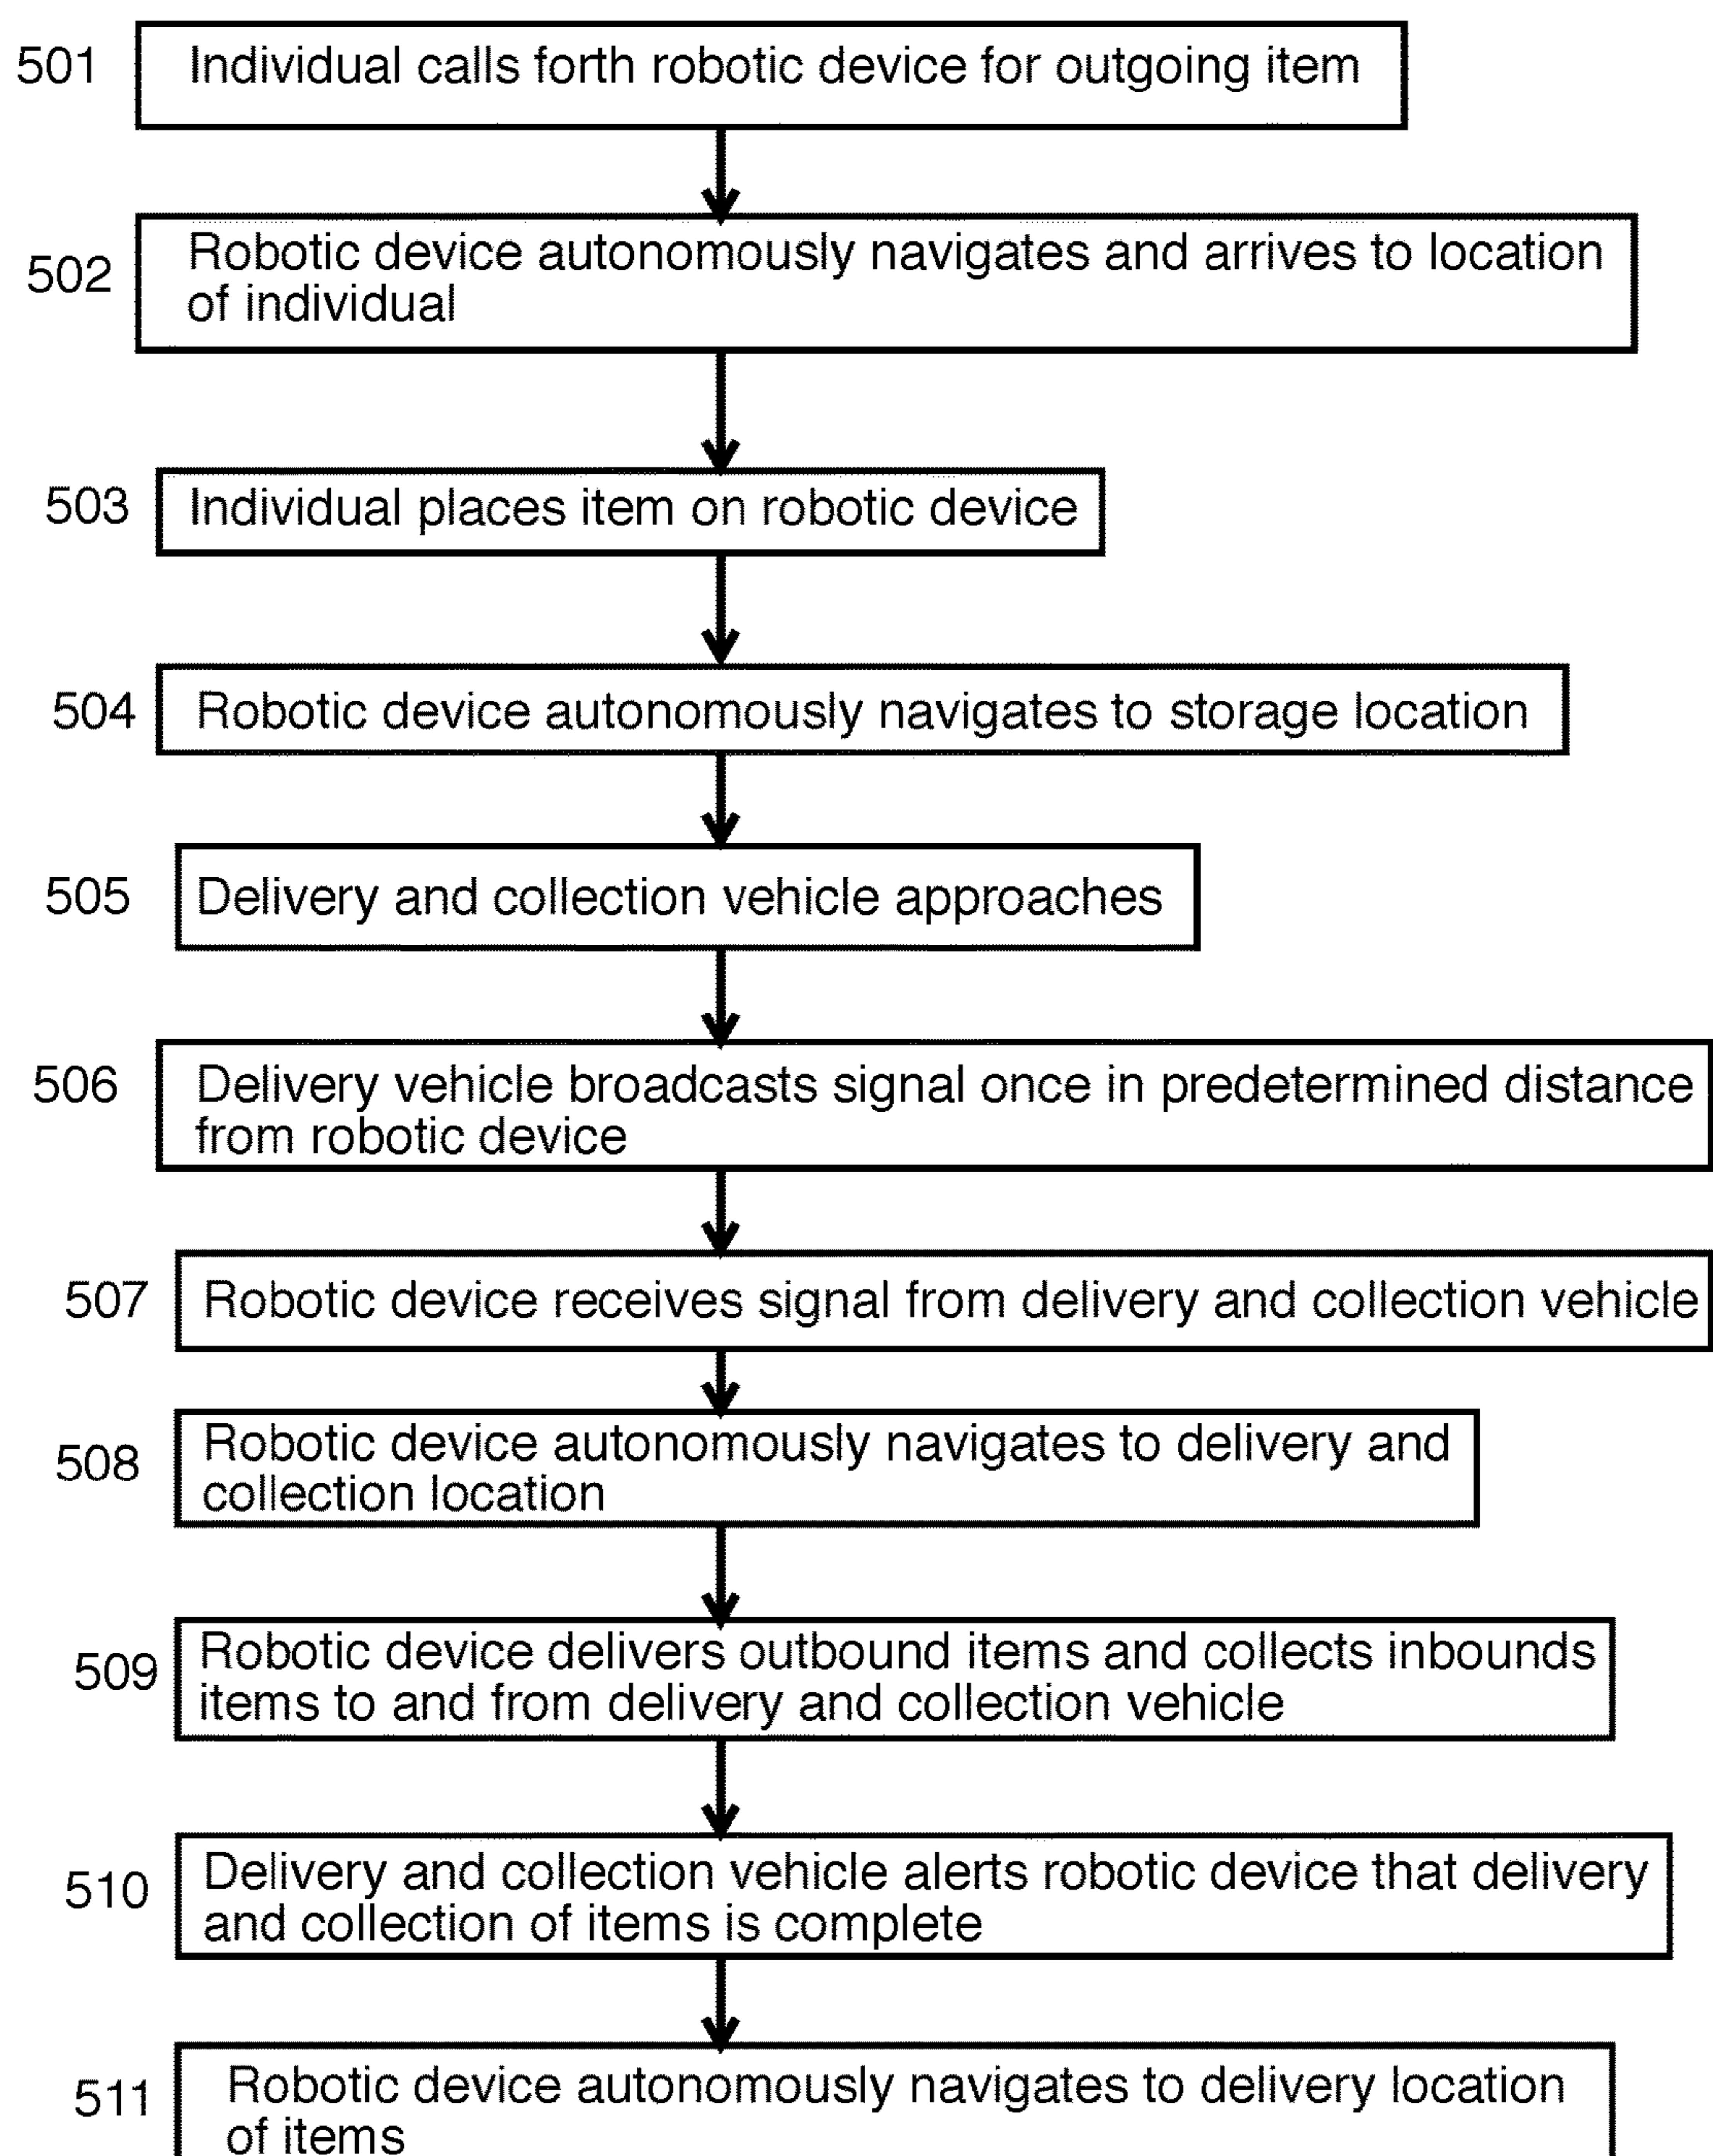 501 Individual calls forth robotic device for outgoing item
502 Robotic device autonomously navigates and arrives to location
of individual
503 Individual places item on robotic device
504 Robotic device autonomously navigates to storage location
505 Delivery and collection vehicle approaches
506 Delivery vehicle broadcasts signal once in predetermined distance
from robotic device
507 Robotic device receives signal from delivery and collection vehicle
508 Robotic device autonomously navigates to delivery and
collection location
509 Robotic device delivers outbound items and collects inbounds
items to and from delivery and collection vehicle
510 Delivery and collection vehicle alerts robotic device that delivery
and collection of items is complete
511 Robotic device autonomously navigates to delivery location
of items